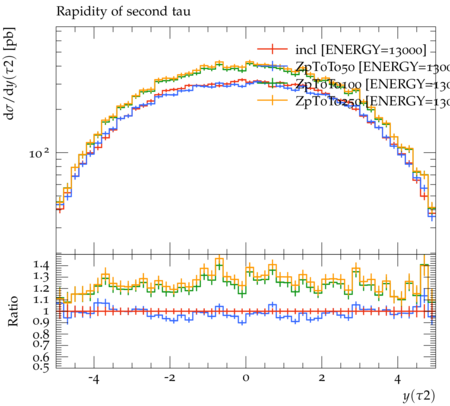 Rapidity of second tau
dσ/dy(τ2) [pb]
incl [ENERGY=13000]
ZpToTo50 [ENERGY=1300
ZpToTo100 [ENERGY=130
ZpToTo250 [ENERGY=130
10²
Ratio
1.4
1.3
1.2
1.1
1
0.9
0.8
0.7
0.6
0.5
-4 -2 0 2 4
y(τ2)